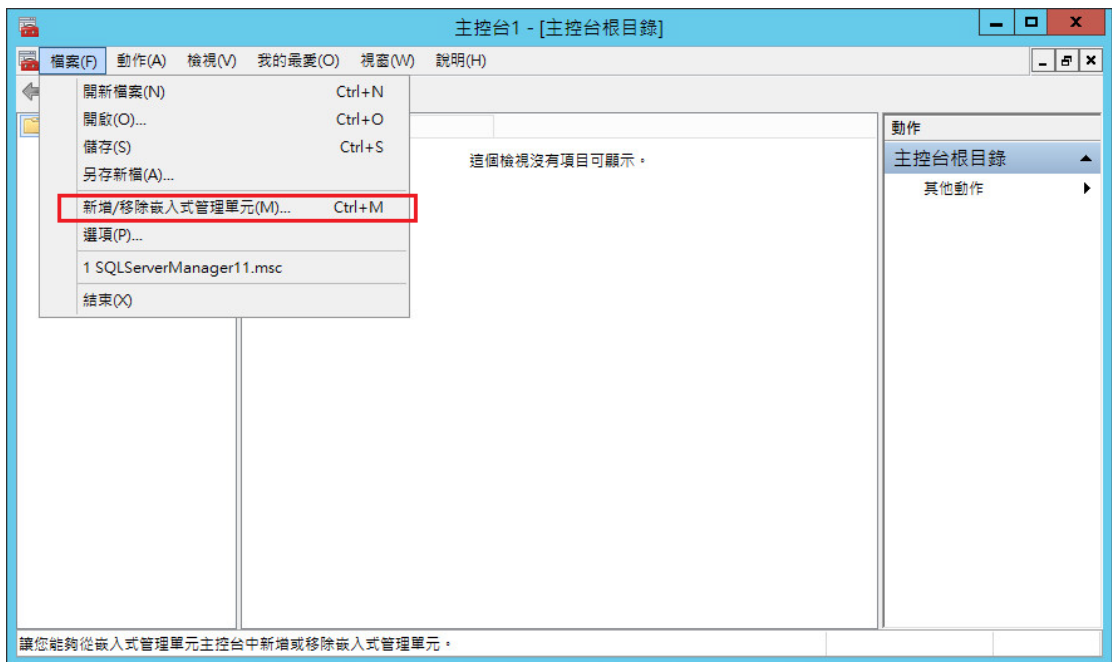 主控台1 - [主控台根目錄]
檔案(F) 動作(A) 檢視(V) 我的最愛(O) 視窗(W) 說明(H)
開新檔案(N) Ctrl+N
開啟(O)... Ctrl+O
儲存(S) Ctrl+S
另存新檔(A)...
新增/移除嵌入式管理單元(M)... Ctrl+M
選項(P)...
1 SQLServerManager11.msc
結束(X)
這個檢視沒有項目可顯示。
動作
主控台根目錄
其他動作
讓您能夠從嵌入式管理單元主控台中新增或移除嵌入式管理單元。